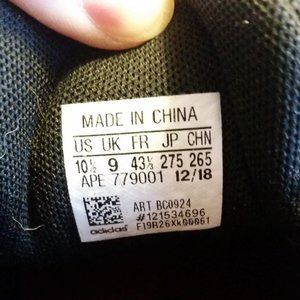 MADE IN CHINA
US UK FR JP CHN
10½ 9 43⅓ 275 265
APE 779001 12/18
ART BC0924
#121534696
adidas F19R26Xk00061